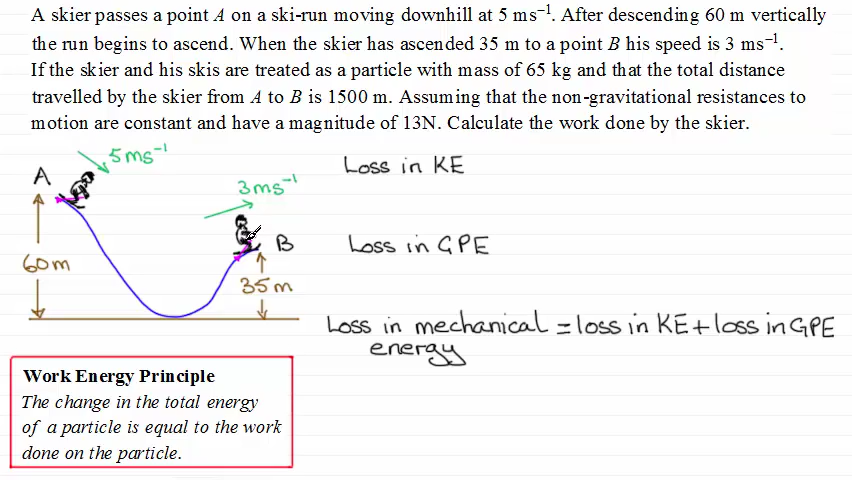 A skier passes a point A on a ski-run moving downhill at 5 ms⁻¹. After descending 60 m vertically
the run begins to ascend. When the skier has ascended 35 m to a point B his speed is 3 ms⁻¹.
If the skier and his skis are treated as a particle with mass of 65 kg and that the total distance
travelled by the skier from A to B is 1500 m. Assuming that the non-gravitational resistances to
motion are constant and have a magnitude of 13N. Calculate the work done by the skier.
A
5ms⁻¹
3ms⁻¹
B
60m
35m
Loss in KE
Loss in GPE
Loss in mechanical = loss in KE + loss in GPE
energy
Work Energy Principle
The change in the total energy
of a particle is equal to the work
done on the particle.